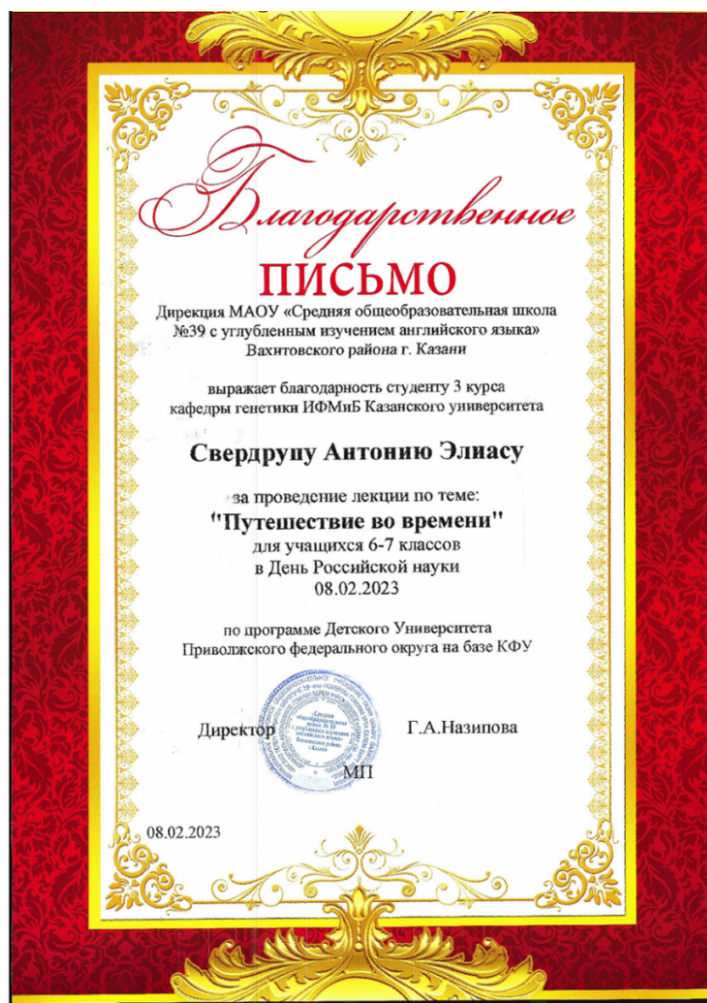 Благодарственное
ПИСЬМО
Дирекция МАОУ «Средняя общеобразовательная школа
№39 с углубленным изучением английского языка»
Вахитовского района г. Казани
выражает благодарность студенту 3 курса
кафедры генетики ИФМиБ Казанского университета
Свердрупу Антонию Элиасу
за проведение лекции по теме:
"Путешествие во времени"
для учащихся 6-7 классов
в День Российской науки
08.02.2023
по программе Детского Университета
Приволжского федерального округа на базе КФУ
Директор Г.А.Назипова
МП
08.02.2023